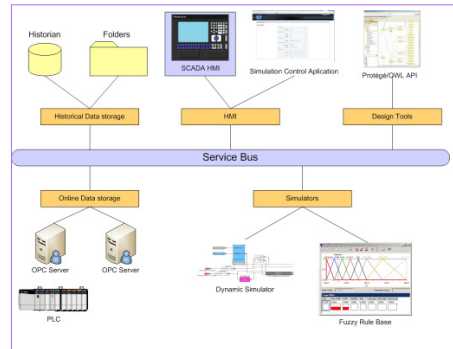 Historian
Folders
SCADA HMI
Simulation Control Aplication
Protégé/OWL API
Historical Data storage
HMI
Design Tools
Service Bus
Online Data storage
Simulators
OPC Server
OPC Server
Dynamic Simulator
PLC
Fuzzy Rule Base